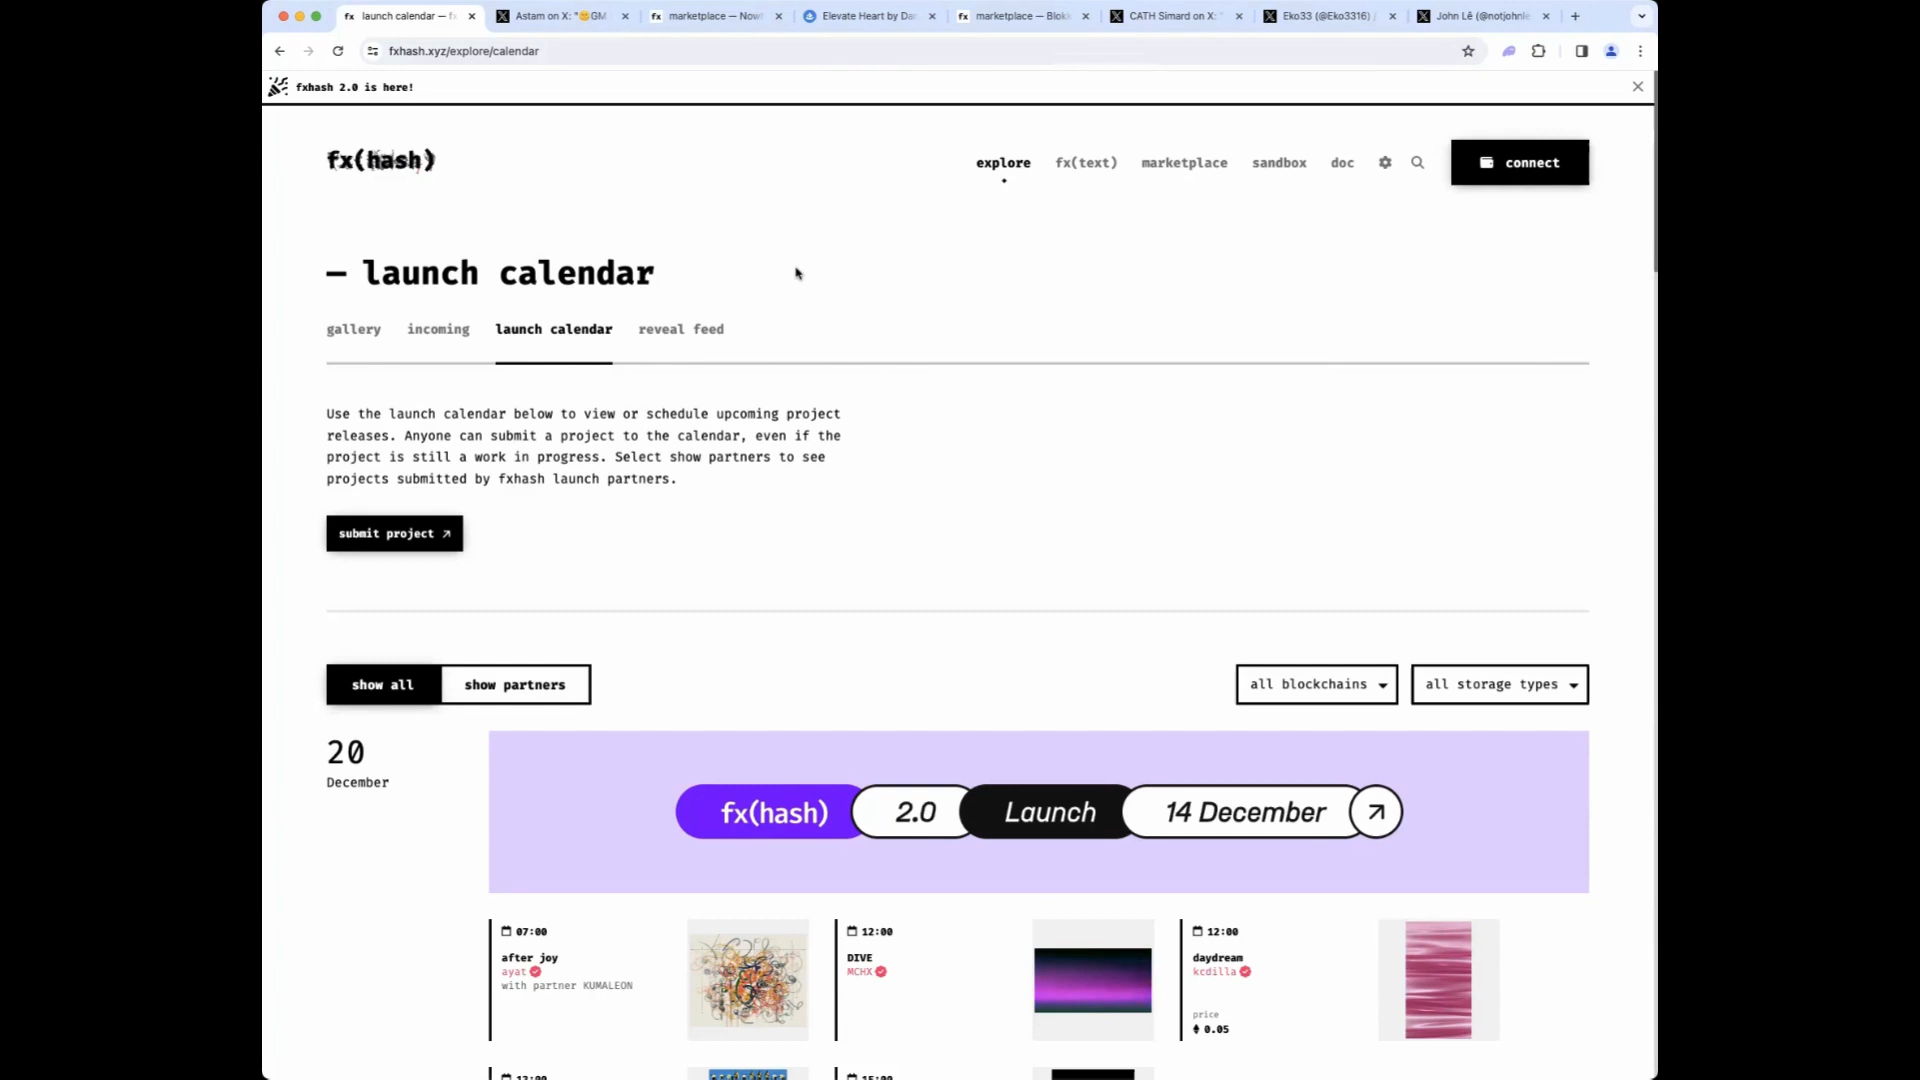 launch calendar — fx
Astam on X: "🙂GM
marketplace — Now
Elevate Heart by Da
marketplace — Blokk
CATH Simard on X: "
Eko33 (@Eko3316) /
John Lê (@notjohnle
fxhash.xyz/explore/calendar
fxhash 2.0 is here!
fx(hash)
explore
fx(text)
marketplace
sandbox
doc
connect
— launch calendar
gallery
incoming
launch calendar
reveal feed
Use the launch calendar below to view or schedule upcoming project
releases. Anyone can submit a project to the calendar, even if the
project is still a work in progress. Select show partners to see
projects submitted by fxhash launch partners.
submit project ↗
show all
show partners
all blockchains
all storage types
20
December
fx(hash) 2.0 Launch 14 December ↗
07:00
after joy
ayat
with partner KUMALEON
12:00
DIVE
MCHX
12:00
daydream
kcdilla
price
0.05
15:00